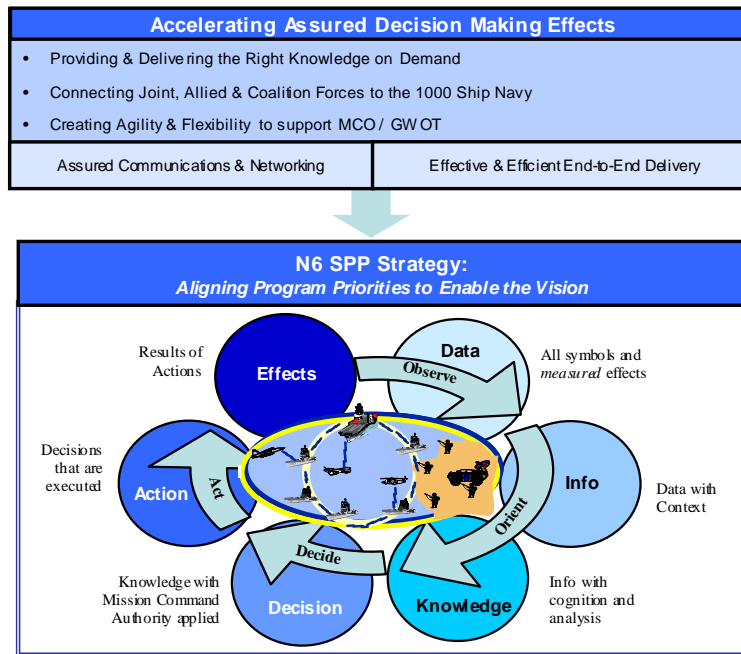 Accelerating Assured Decision Making Effects
• Providing & Delivering the Right Knowledge on Demand
• Connecting Joint, Allied & Coalition Forces to the 1000 Ship Navy
• Creating Agility & Flexibility to support MCO / GWOT
Assured Communications & Networking
Effective & Efficient End-to-End Delivery
N6 SPP Strategy:
Aligning Program Priorities to Enable the Vision
Results of
Actions
Effects
Observe
Data
All symbols and
measured effects
Info
Data with
Context
Orient
Knowledge
Info with
cognition and
analysis
Decide
Decision
Knowledge with
Mission Command
Authority applied
Act
Action
Decisions
that are
executed